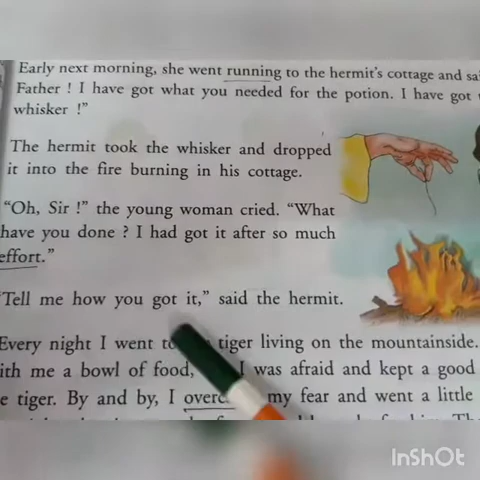 Early next morning, she went running to the hermit's cottage and
Father ! I have got what you needed for the potion. I have got
whisker !"
The hermit took the whisker and dropped
it into the fire burning in his cottage.
"Oh, Sir !" the young woman cried. "What
have you done ? I had got it after so much
effort."
"Tell me how you got it," said the hermit.
Every night I went tiger living on the mountainside.
me a bowl of food, I was afraid and kept a good
tiger. By and by, I my fear and went a little
InShOt